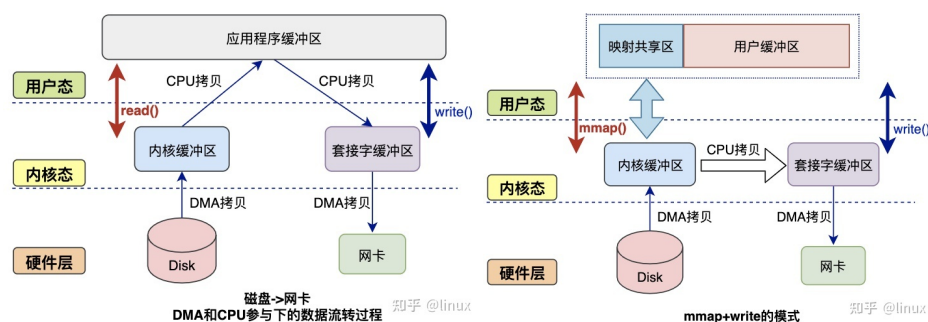 应用程序缓冲区
CPU拷贝
CPU拷贝
用户态
read()
write()
内核缓冲区
套接字缓冲区
内核态
DMA拷贝
DMA拷贝
硬件层
Disk
网卡
磁盘->网卡
DMA和CPU参与下的数据流转过程
知乎 @linux
映射共享区
用户缓冲区
用户态
mmap()
write()
CPU拷贝
内核缓冲区
套接字缓冲区
内核态
DMA拷贝
DMA拷贝
硬件层
Disk
网卡
mmap+write的模式
知乎 @linux